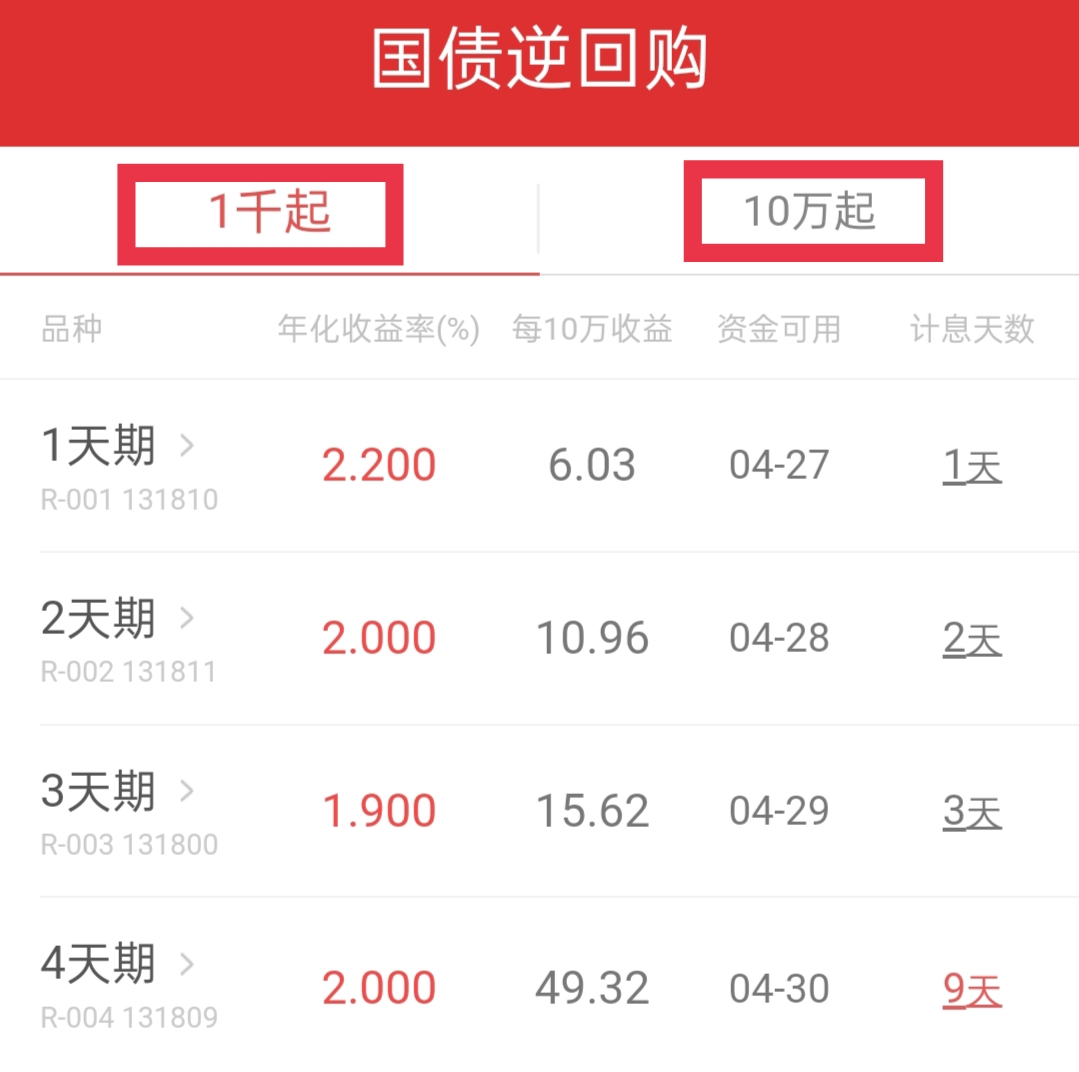 国债逆回购
1千起 10万起
品种 年化收益率(%) 每10万收益 资金可用 计息天数
1天期 2.200 6.03 04-27 1天
R-001 131810
2天期 2.000 10.96 04-28 2天
R-002 131811
3天期 1.900 15.62 04-29 3天
R-003 131800
4天期 2.000 49.32 04-30 9天
R-004 131809